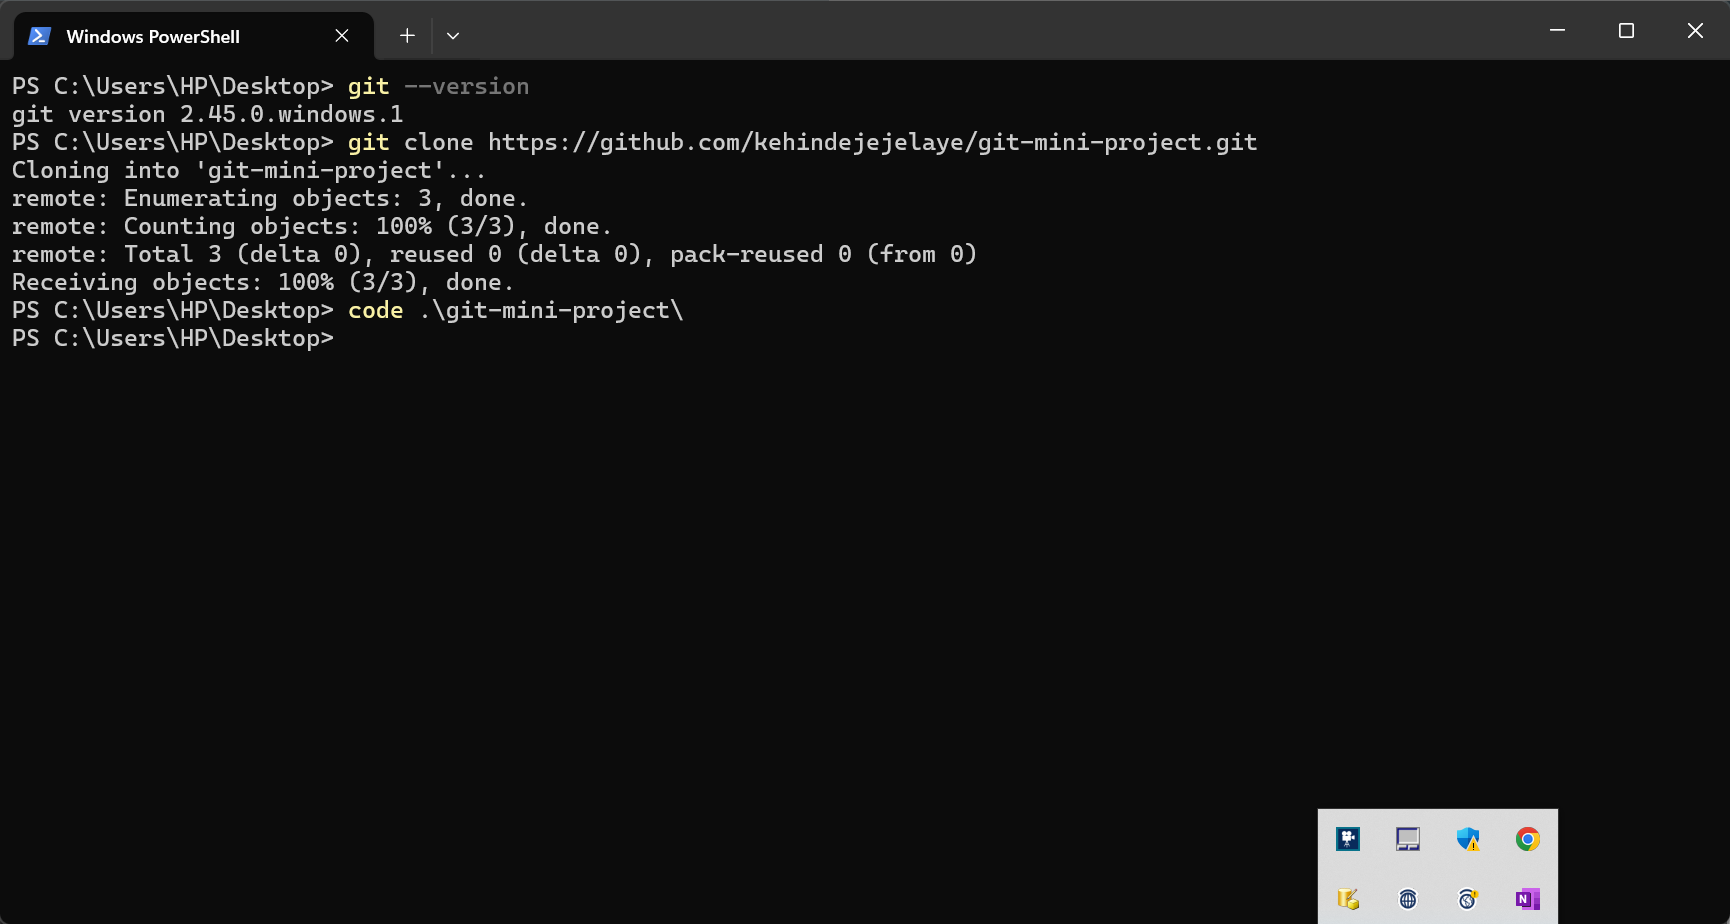 Windows PowerShell
PS C:\Users\HP\Desktop> git --version
git version 2.45.0.windows.1
PS C:\Users\HP\Desktop> git clone https://github.com/kehindejejelaye/git-mini-project.git
Cloning into 'git-mini-project'...
remote: Enumerating objects: 3, done.
remote: Counting objects: 100% (3/3), done.
remote: Total 3 (delta 0), reused 0 (delta 0), pack-reused 0 (from 0)
Receiving objects: 100% (3/3), done.
PS C:\Users\HP\Desktop> code .\git-mini-project\
PS C:\Users\HP\Desktop>
N